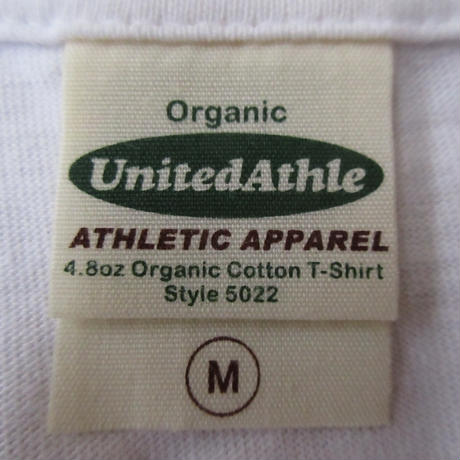 Organic
UnitedAthle
ATHLETIC APPAREL
4.8oz Organic Cotton T-Shirt
Style 5022
M